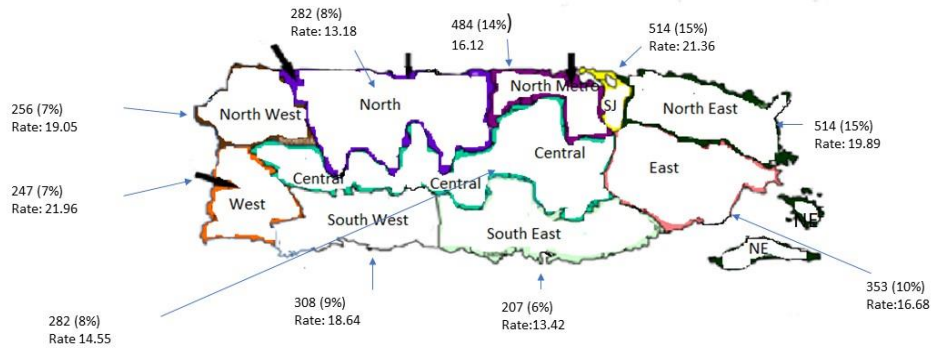 282 (8%)
Rate: 13.18
484 (14%)
16.12
514 (15%)
Rate: 21.36
256 (7%)
Rate: 19.05
North West
North
North Metro
SJ
North East
514 (15%)
Rate: 19.89
Central
Central
Central
East
247 (7%)
Rate: 21.96
West
South West
South East
NE
NE
353 (10%)
Rate:16.68
308 (9%)
Rate: 18.64
207 (6%)
Rate:13.42
282 (8%)
Rate 14.55